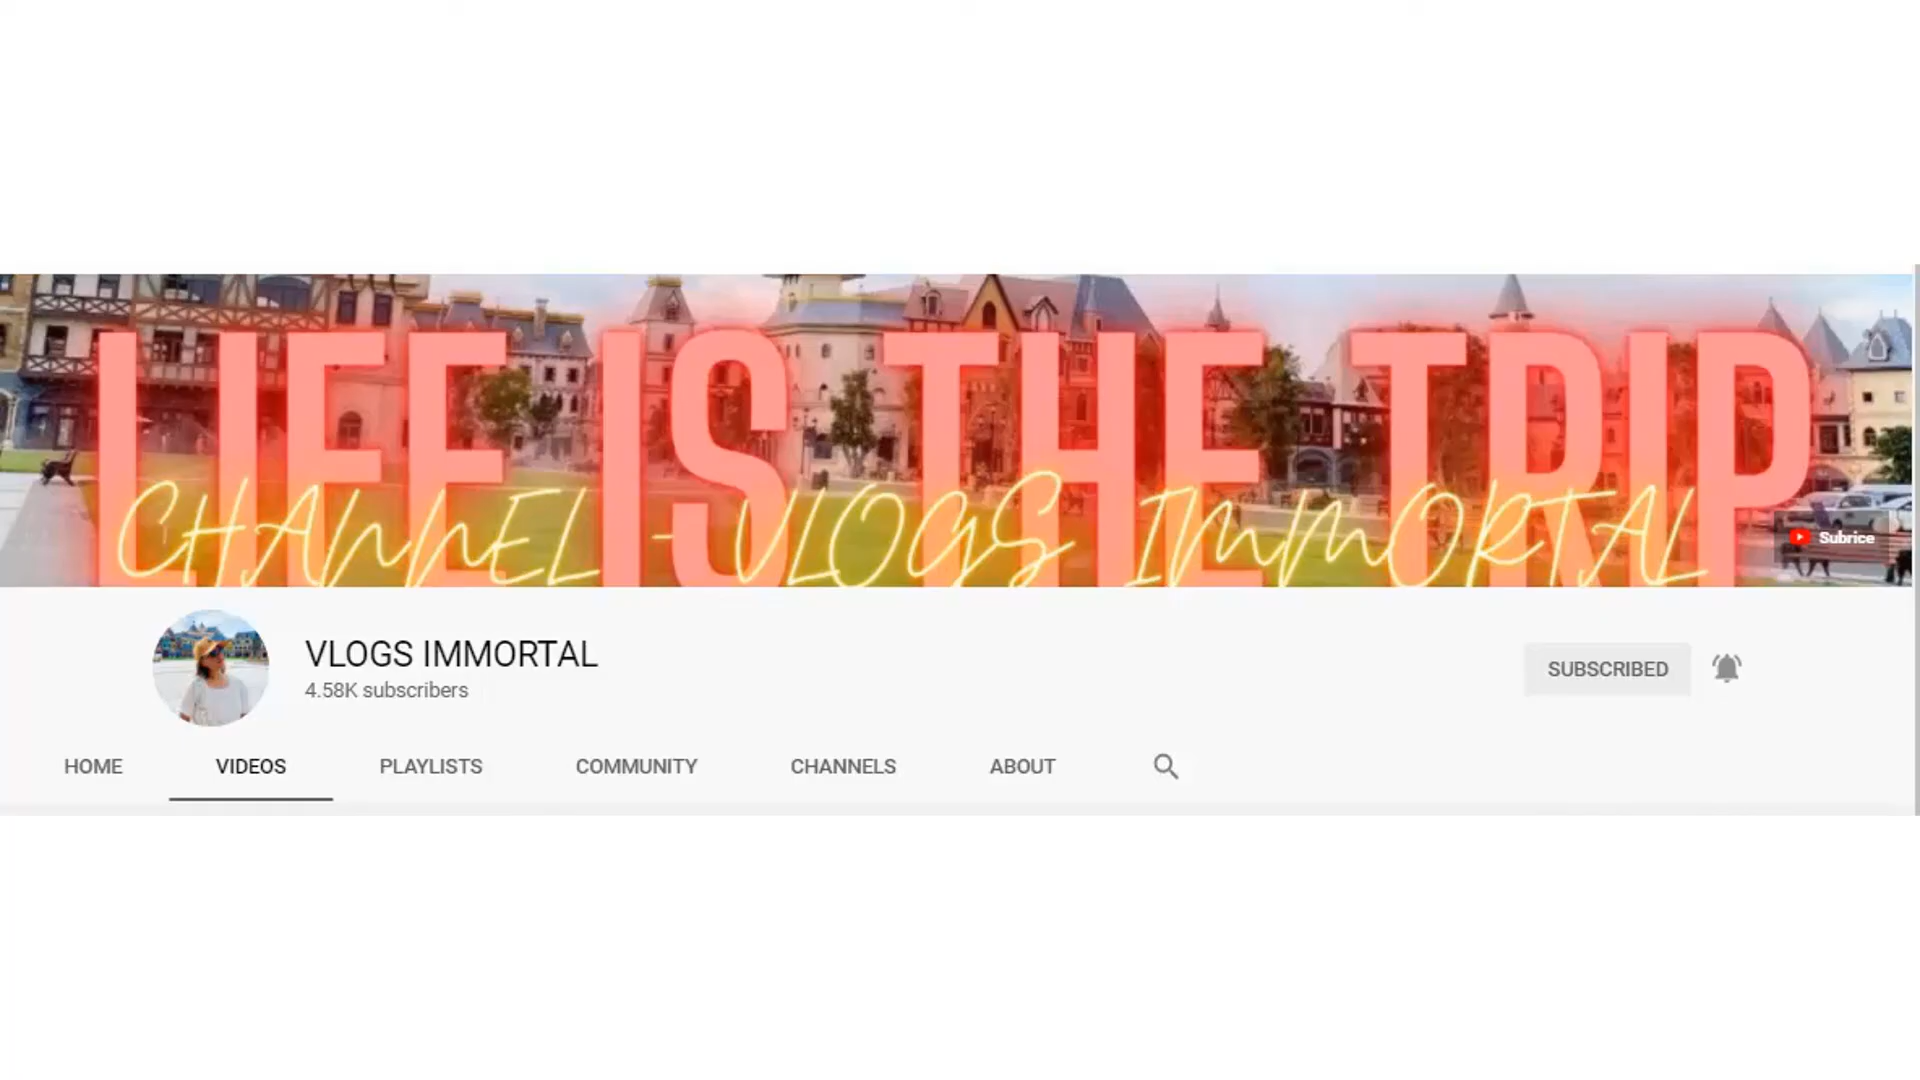 LIFE IS THE TRIP
CHANNEL - VLOGS IMMORTAL
Subrice
VLOGS IMMORTAL
4.58K subscribers
SUBSCRIBED
HOME VIDEOS PLAYLISTS COMMUNITY CHANNELS ABOUT